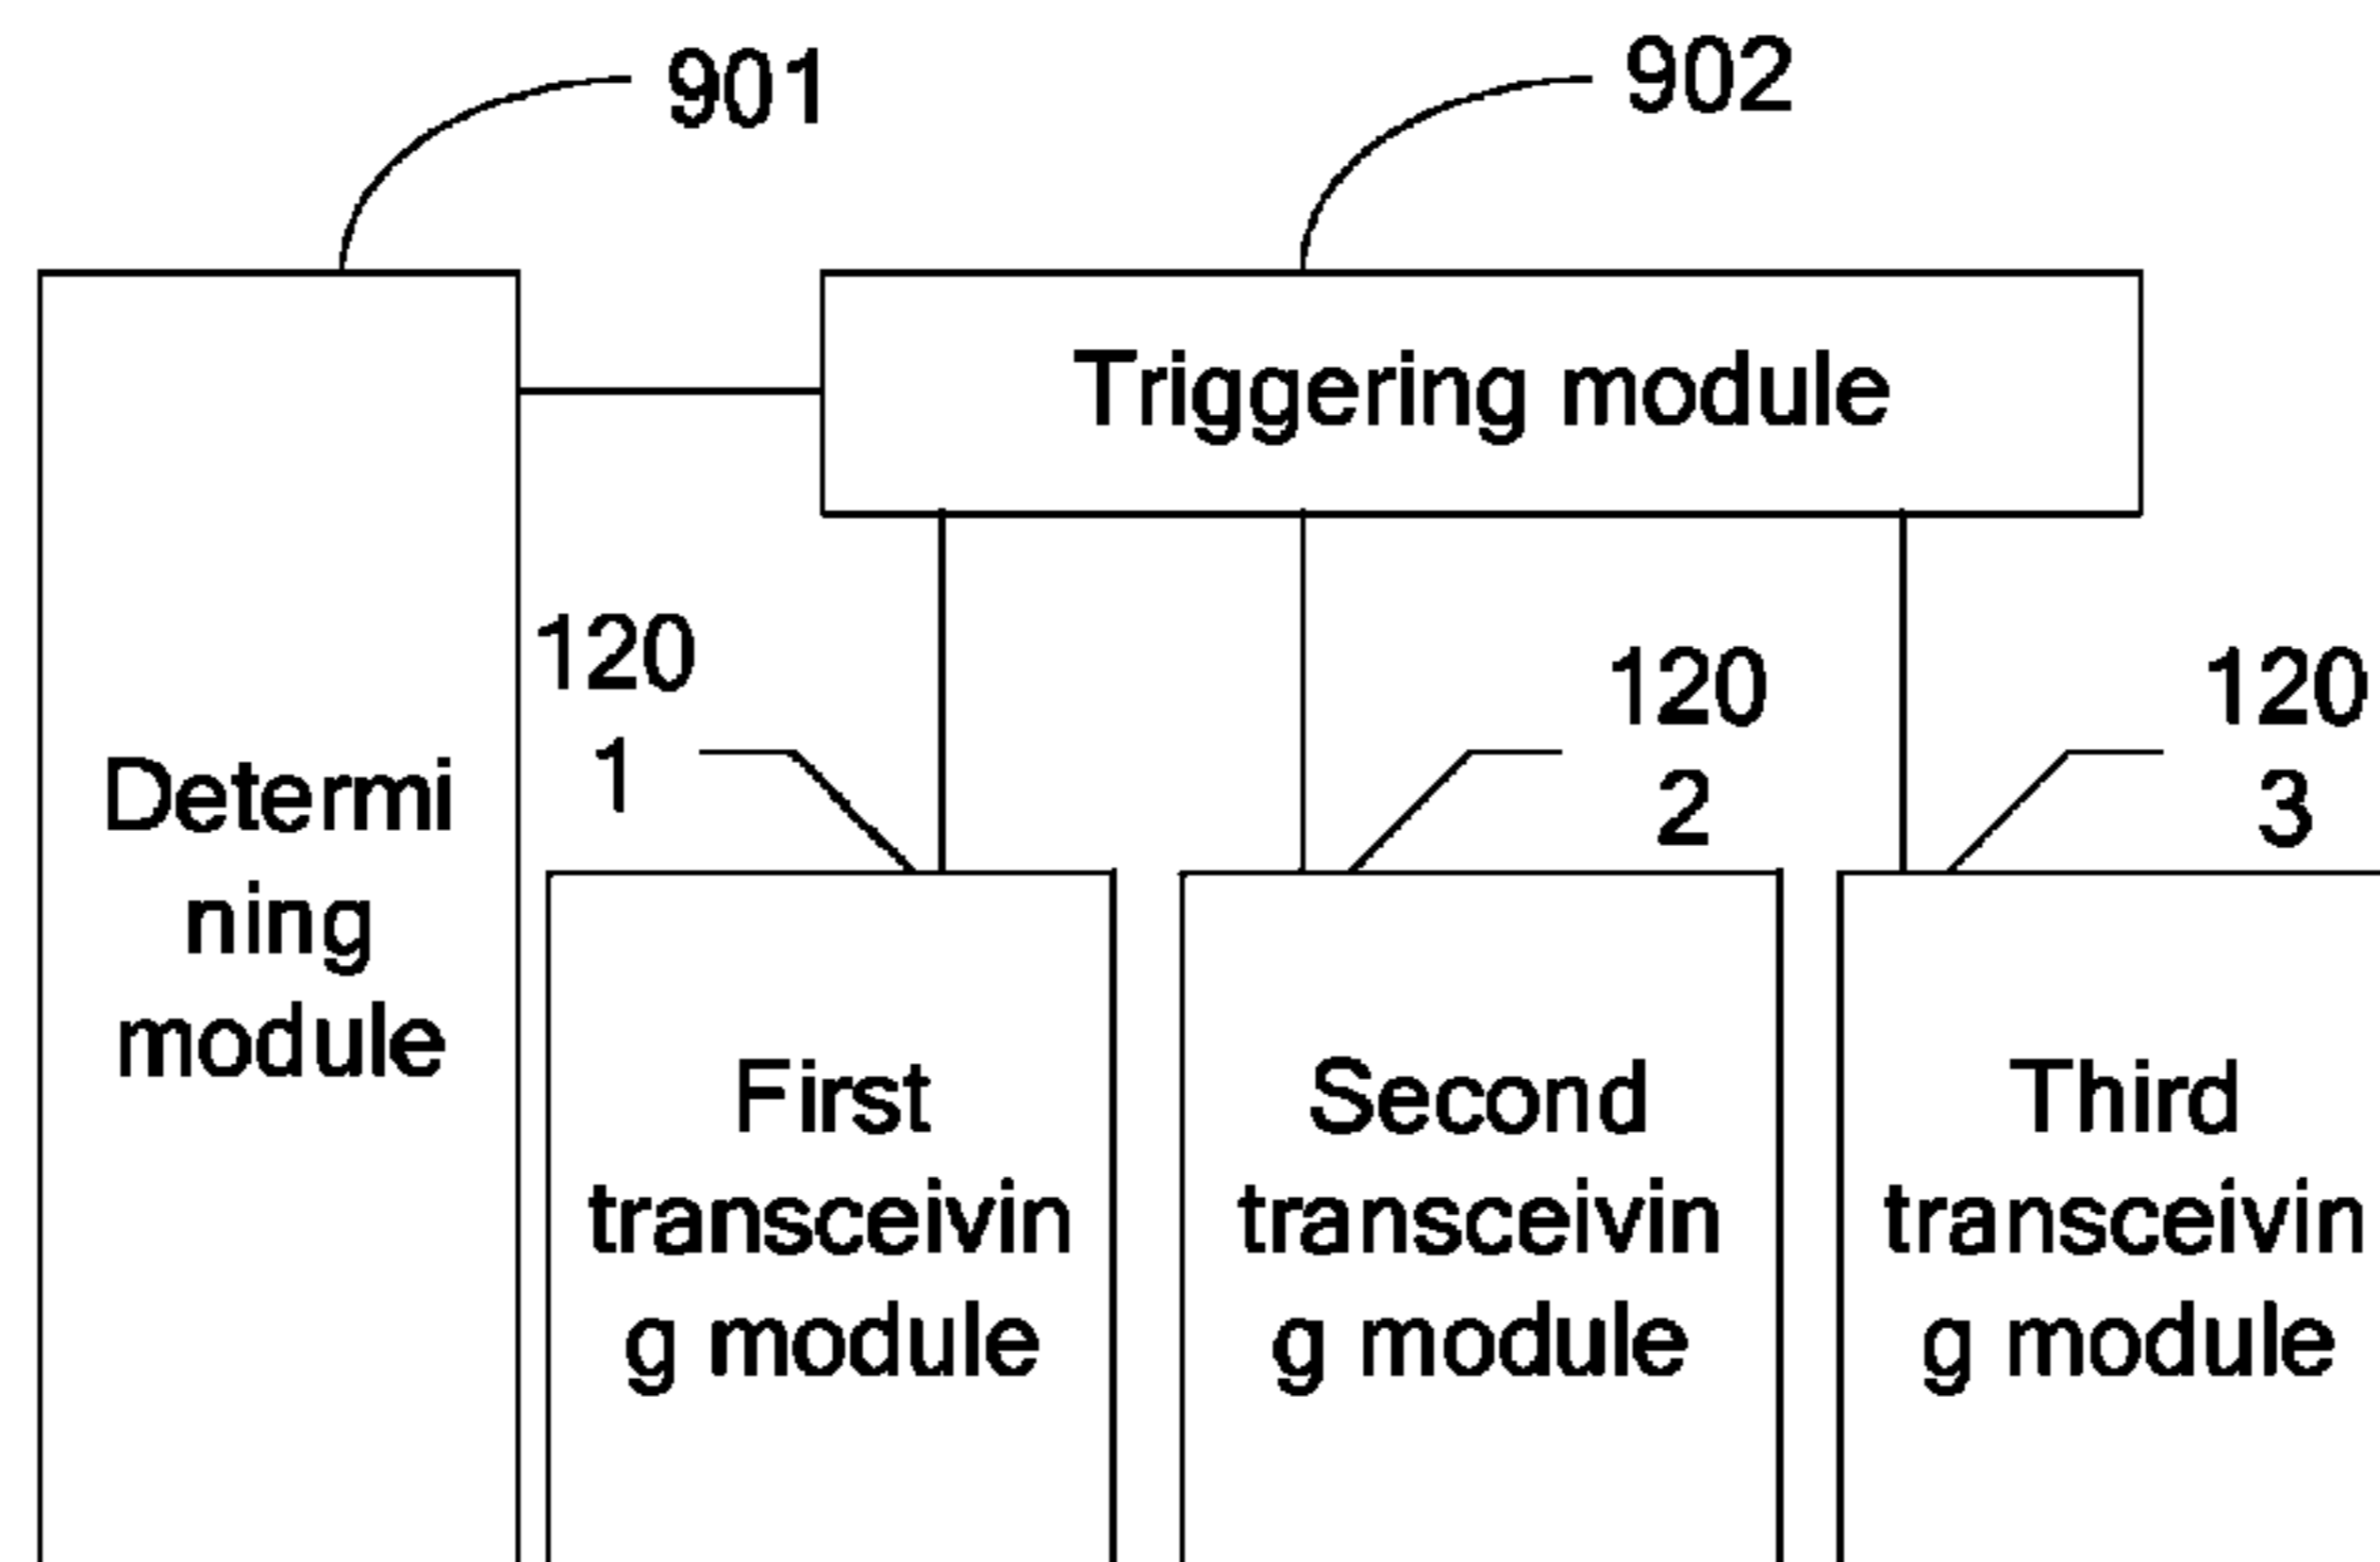 901
902
Triggering module
120
1
120
2
120
3
Determi
ning
module
First
transceivin
g module
Second
transceivin
g module
Third
transceivin
g module